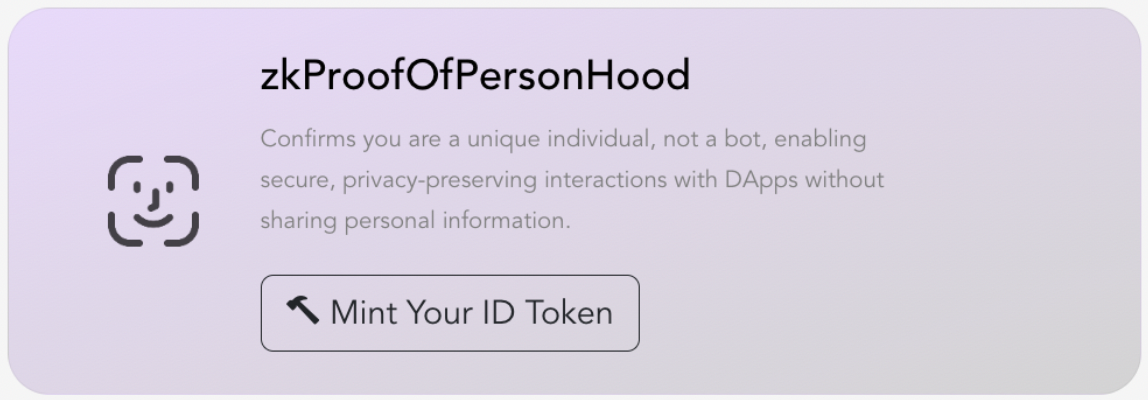 zkProofOfPersonHood
Confirms you are a unique individual, not a bot, enabling
secure, privacy-preserving interactions with DApps without
sharing personal information.
Mint Your ID Token